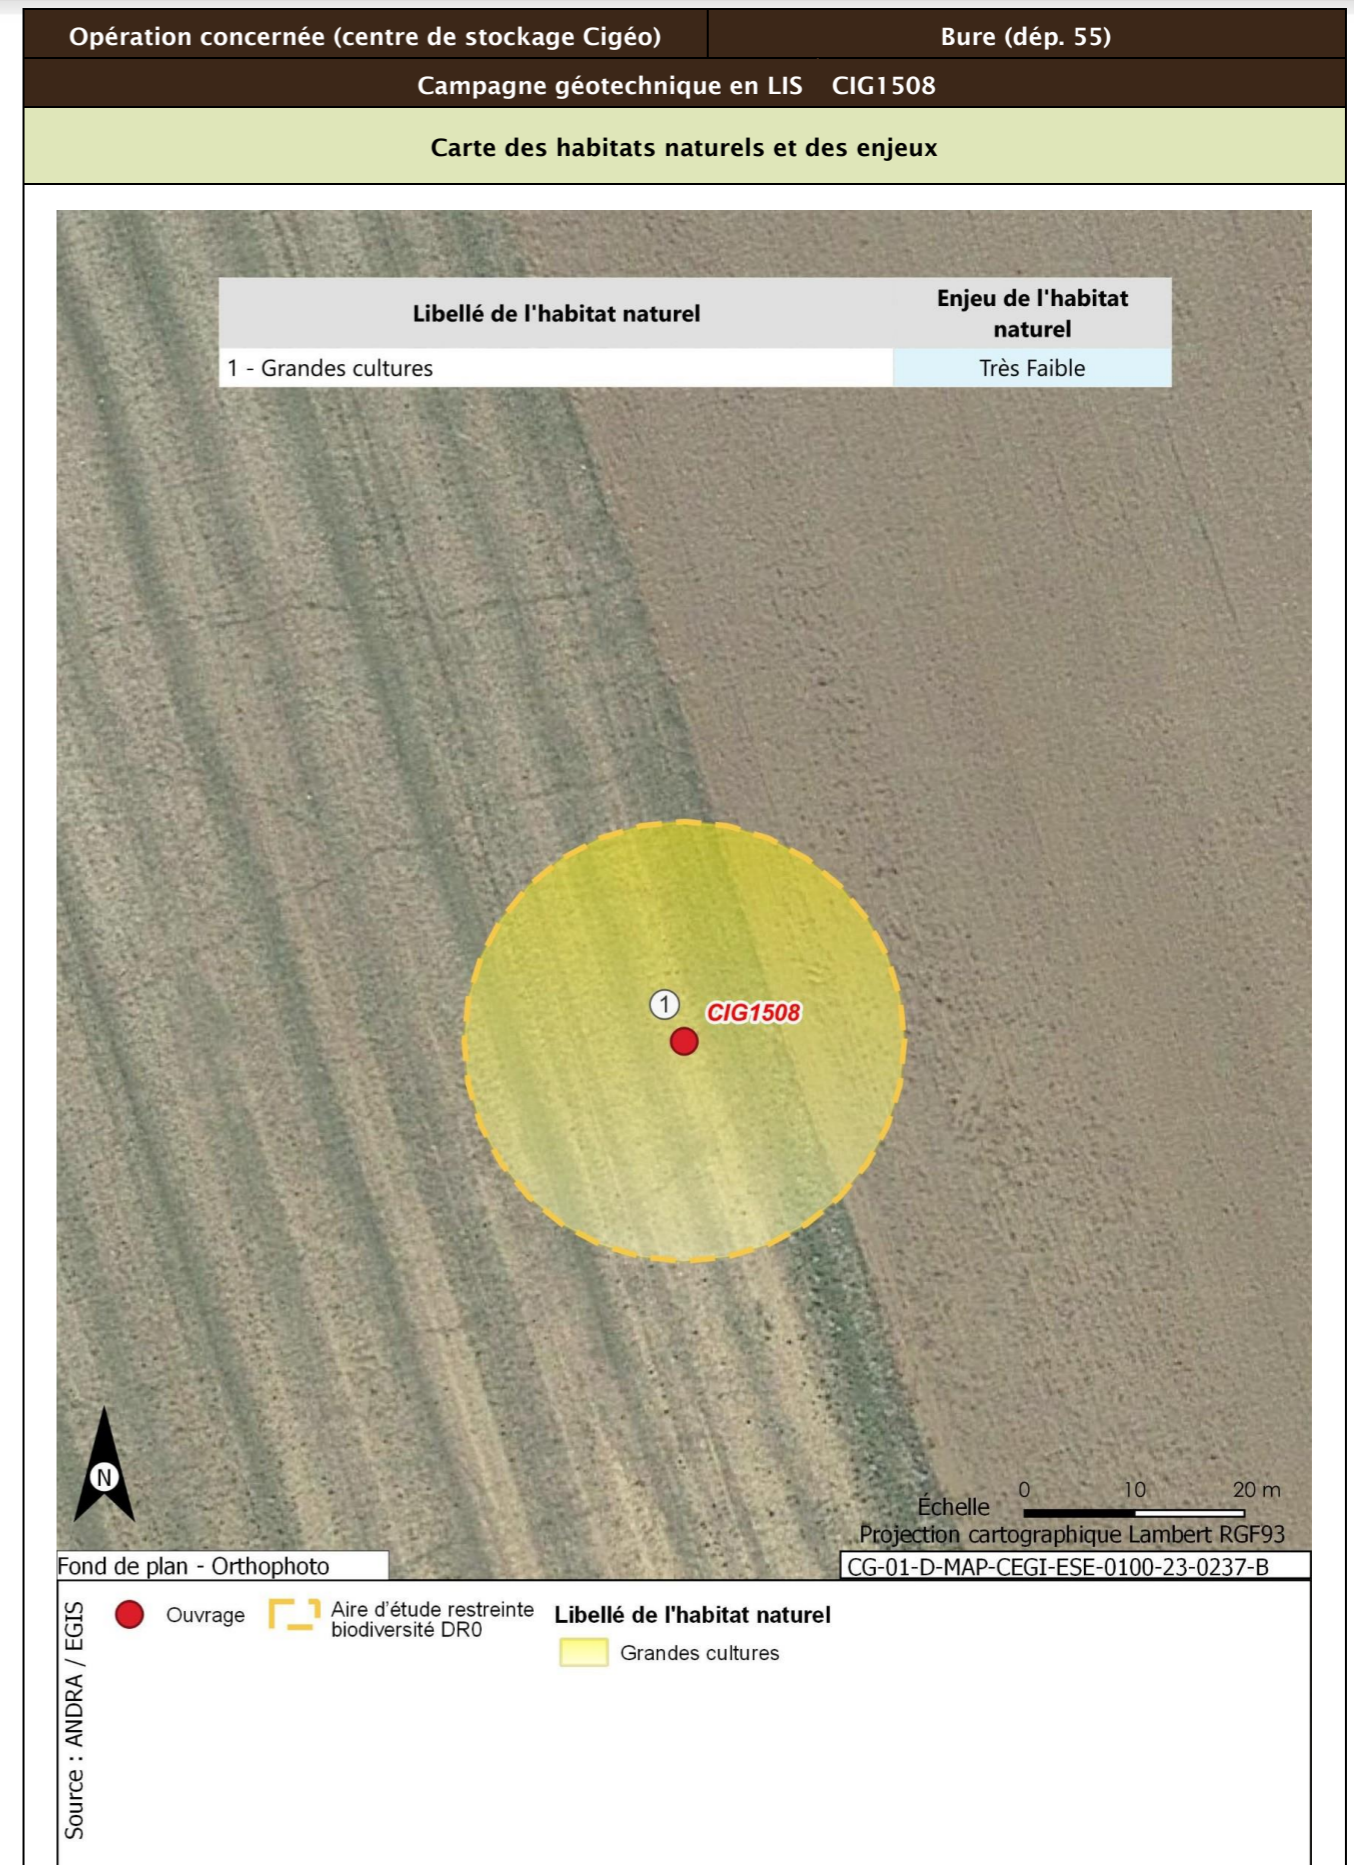 Opération concernée (centre de stockage Cigéo)
Bure (dép. 55)
Campagne géotechnique en LIS CIG1508
Carte des habitats naturels et des enjeux
Libellé de l'habitat naturel
Enjeu de l'habitat
naturel
1 - Grandes cultures
Très Faible
1
CIG1508
N
0 10 20 m
Échelle
Projection cartographique Lambert RGF93
Fond de plan - Orthophoto
CG-01-D-MAP-CEGI-ESE-0100-23-0237-B
Source : ANDRA / EGIS
Ouvrage
Aire d'étude restreinte
biodiversité DR0
Libellé de l'habitat naturel
Grandes cultures